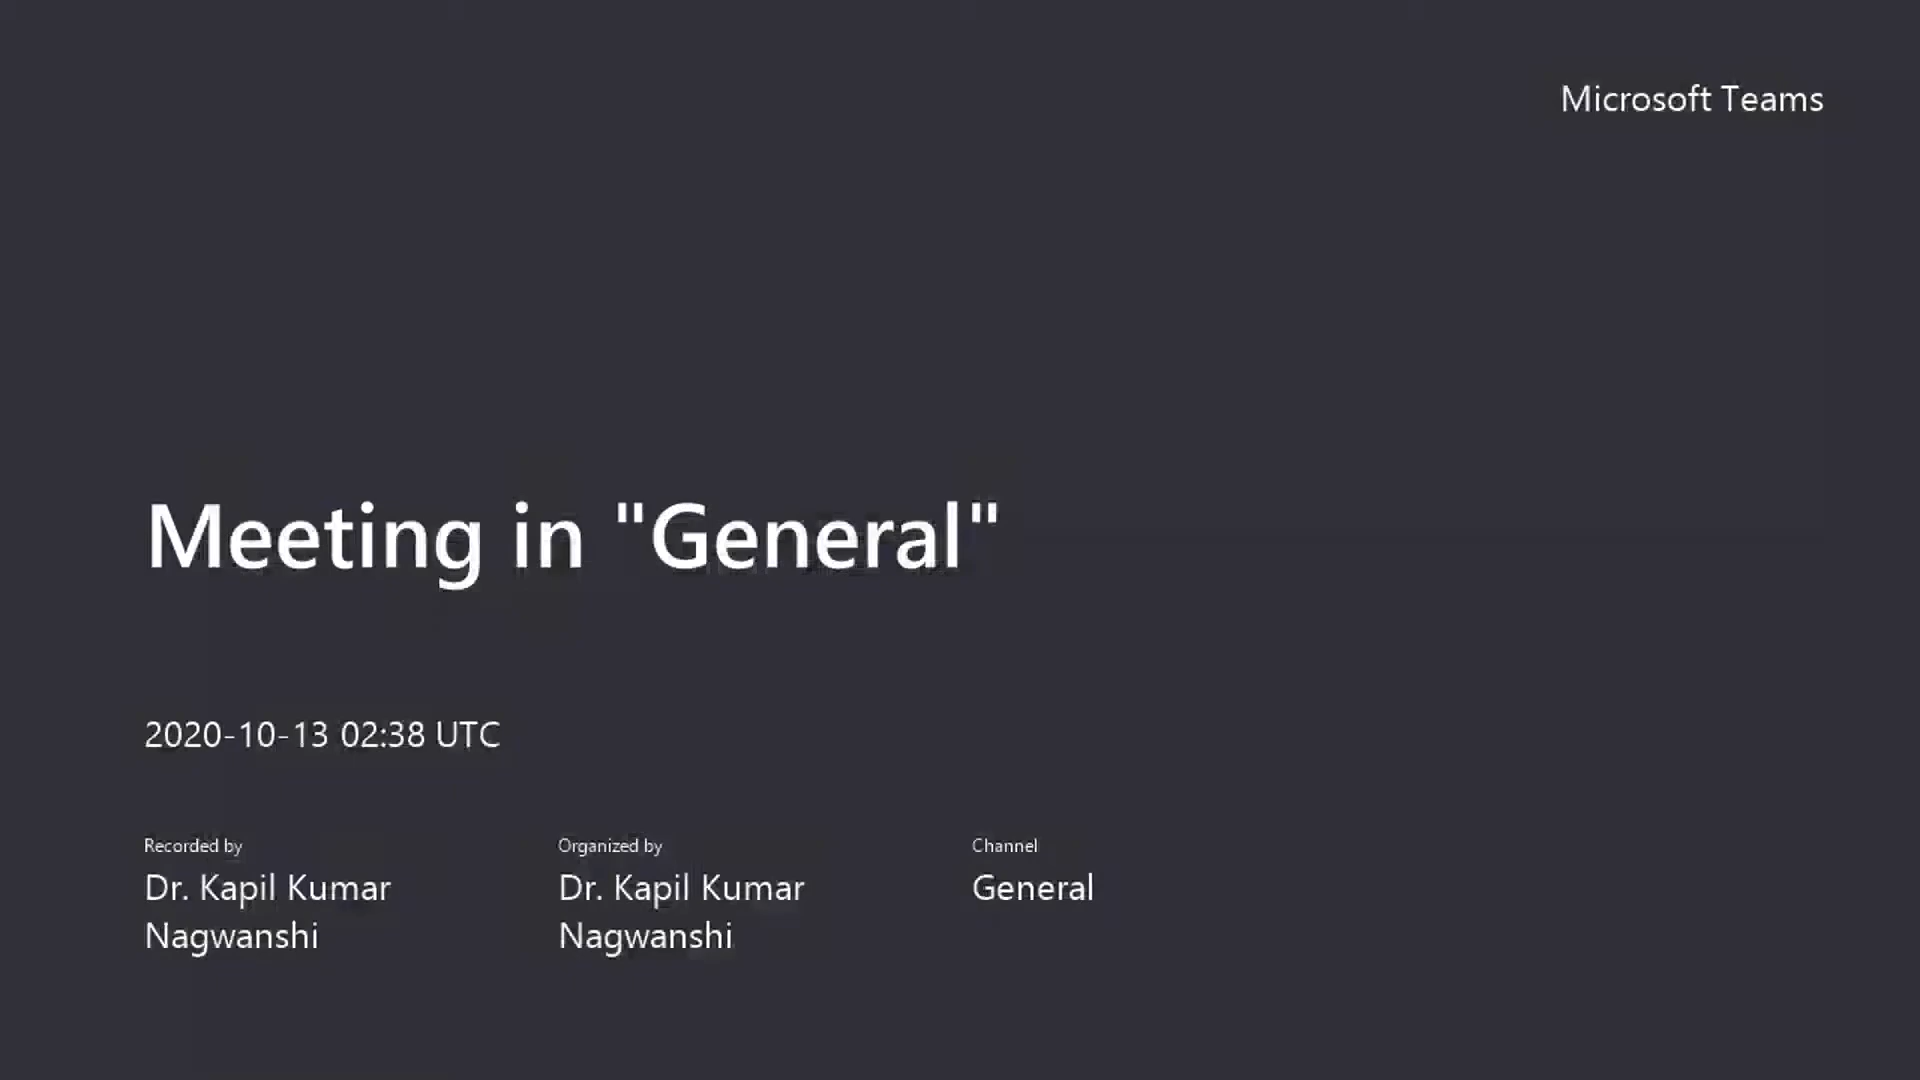 Microsoft Teams
Meeting in "General"
2020-10-13 02:38 UTC
Recorded by
Dr. Kapil Kumar
Nagwanshi
Organized by
Dr. Kapil Kumar
Nagwanshi
Channel
General